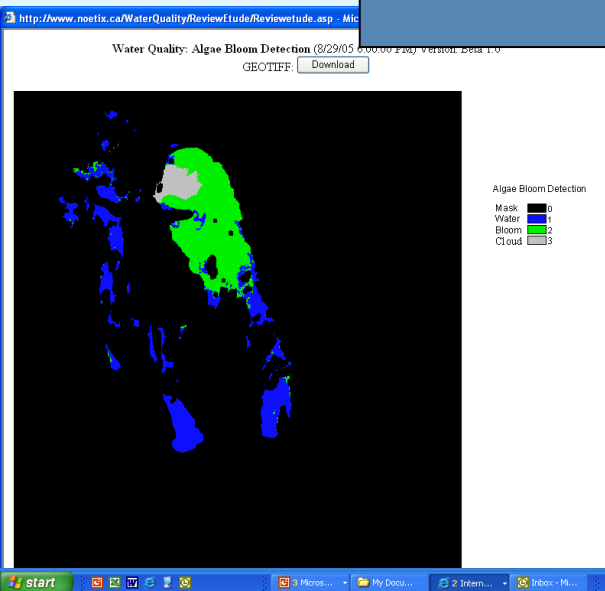 http://www.noetix.ca/WaterQuality/ReviewEtude/Reviewetude.asp - Mic
Water Quality: Algae Bloom Detection (8/29/05 6:00:00 PM) Version: Beta 1.0
GEOTIFF: Download
Algae Bloom Detection
Mask 0
Water 1
Bloom 2
Cloud 3
start
3 Micros...
My Docu...
2 Intern...
Inbox - Mi...